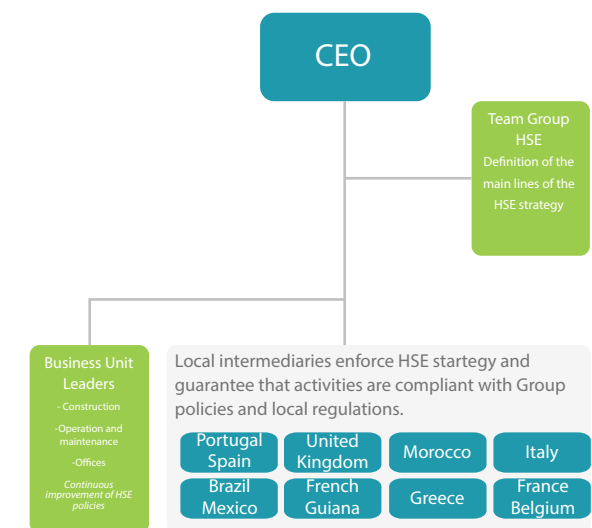 CEO
Team Group
HSE
Definition of the
main lines of the
HSE strategy
Business Unit
Leaders
- Construction
-Operation and
maintenance
-Offices
Continuous
improvement of HSE
policies
Local intermediaries enforce HSE startegy and
guarantee that activities are compliant with Group
policies and local regulations.
Portugal
Spain
United
Kingdom
Morocco
Italy
Brazil
Mexico
French
Guiana
Greece
France
Belgium